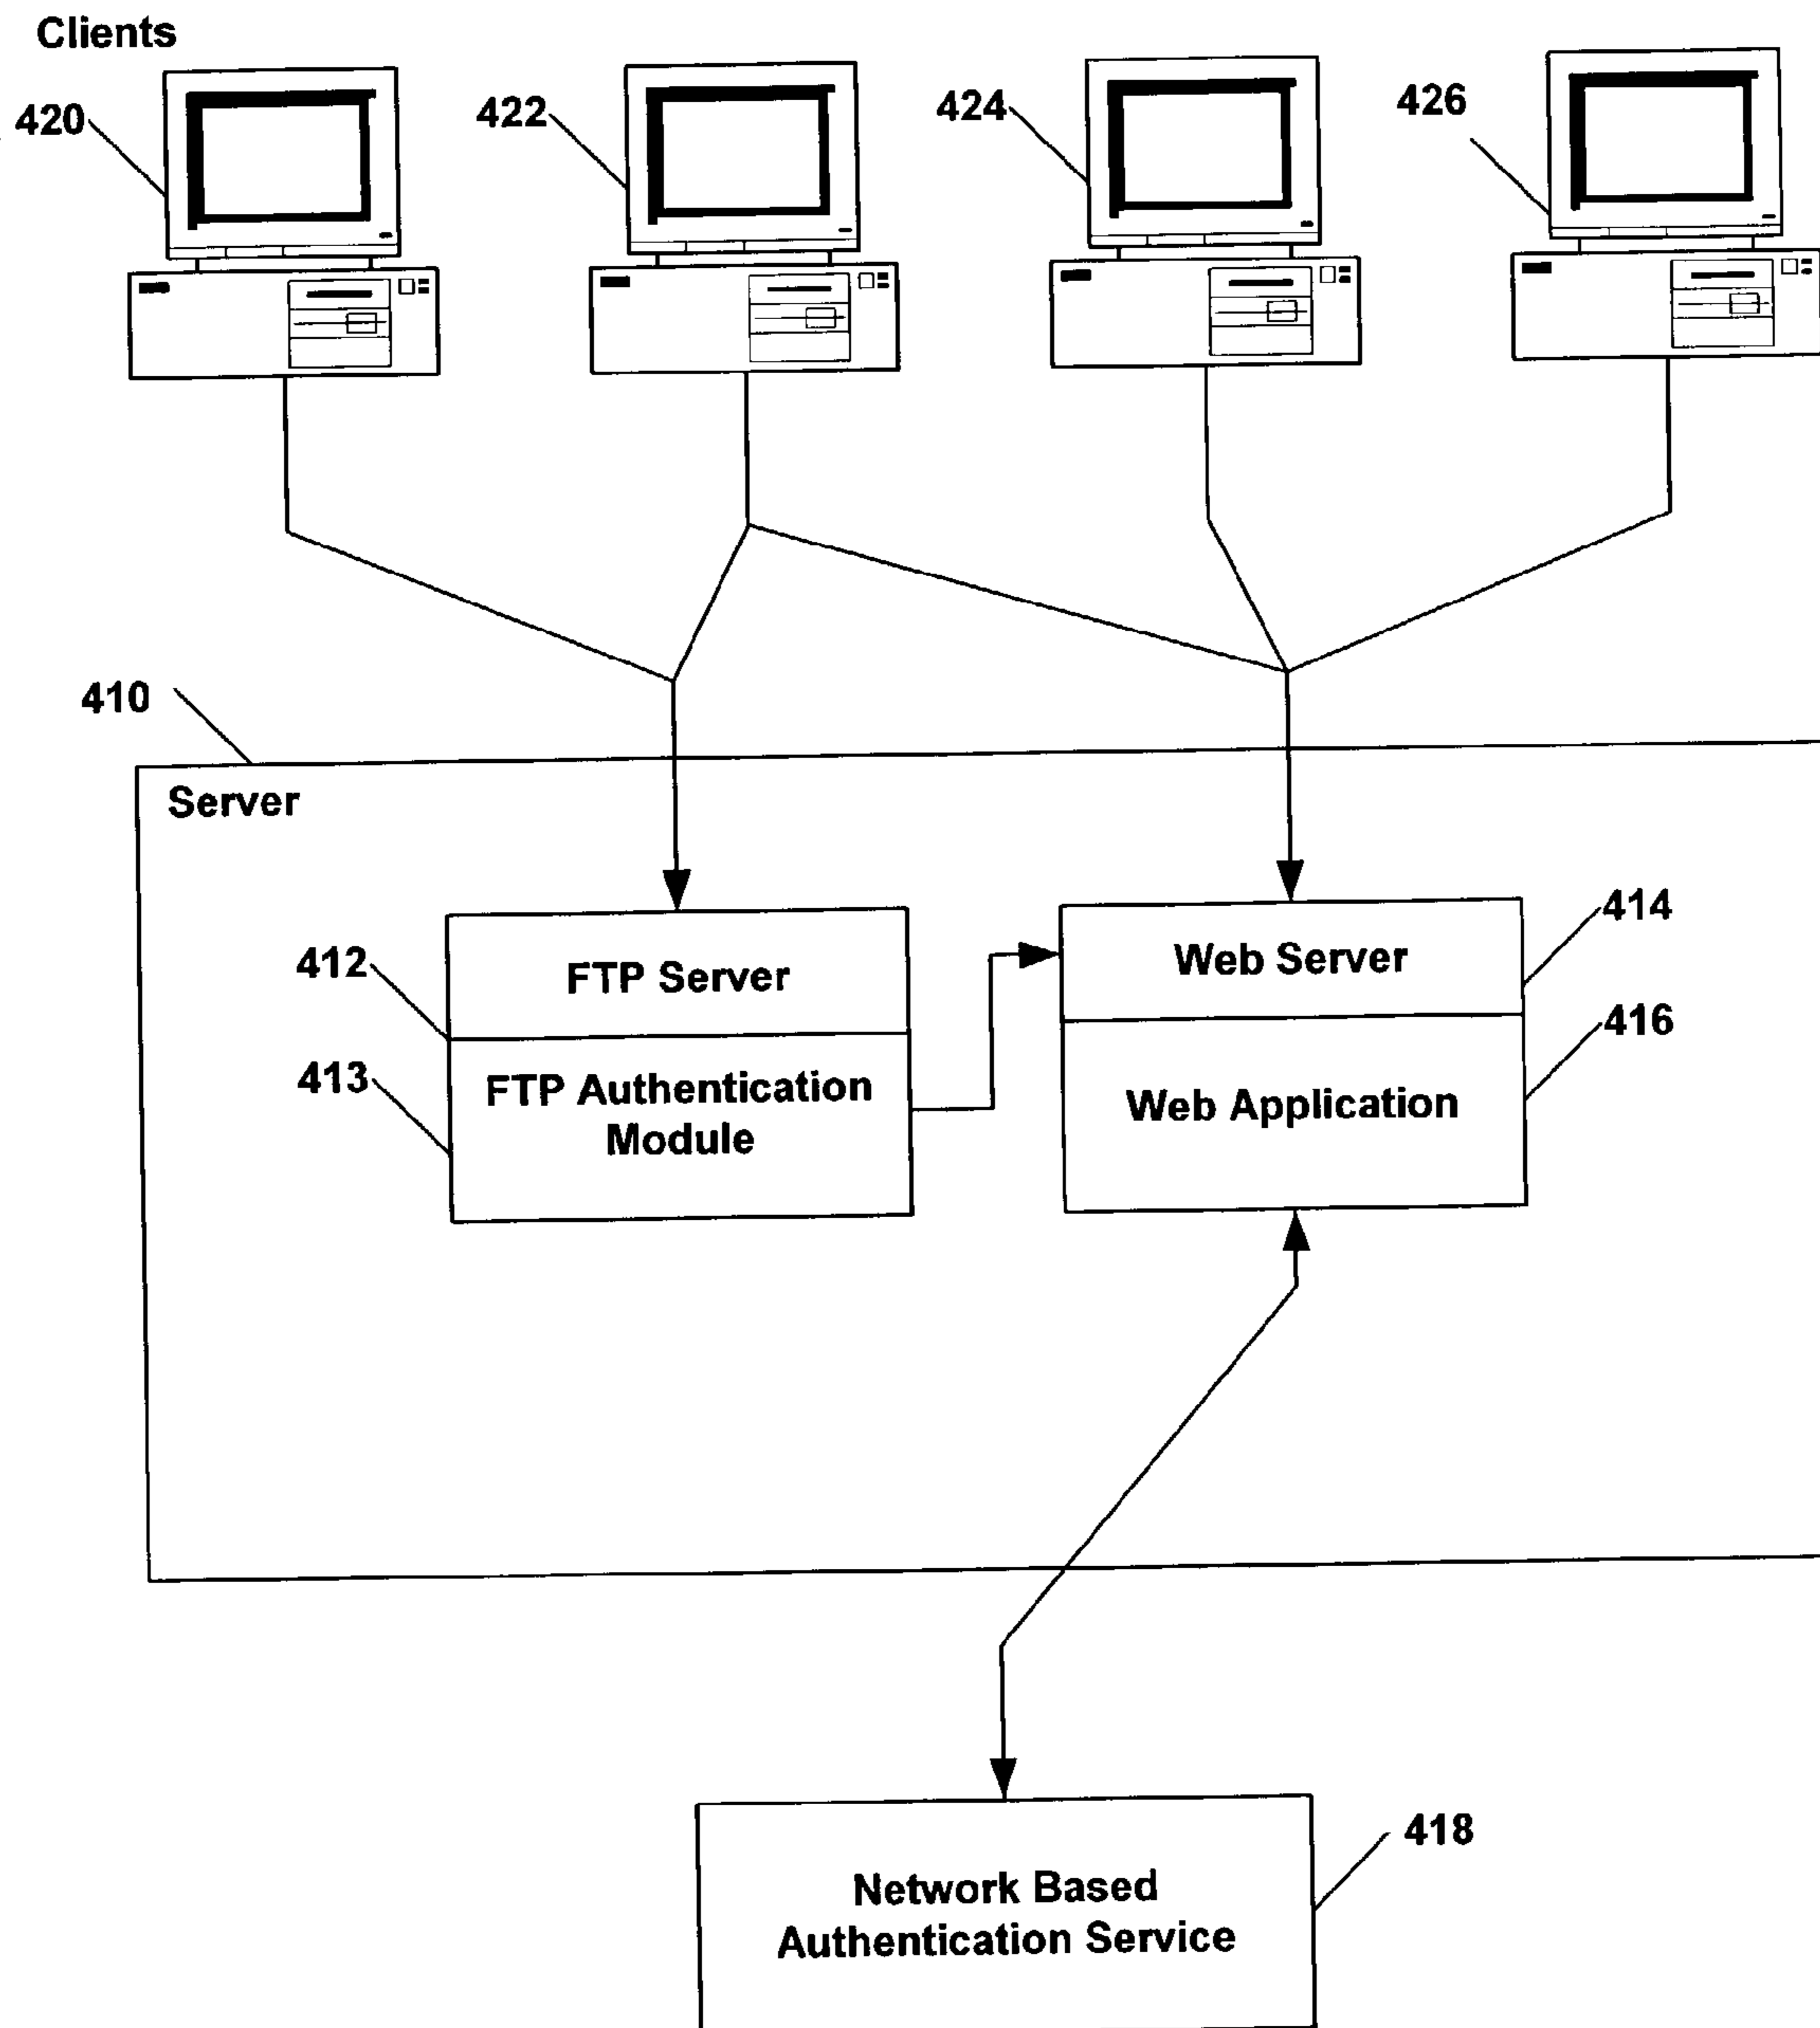 Clients
420
422
424
426
410
Server
412
FTP Server
413
FTP Authentication
Module
Web Server
414
Web Application
416
Network Based
Authentication Service
418